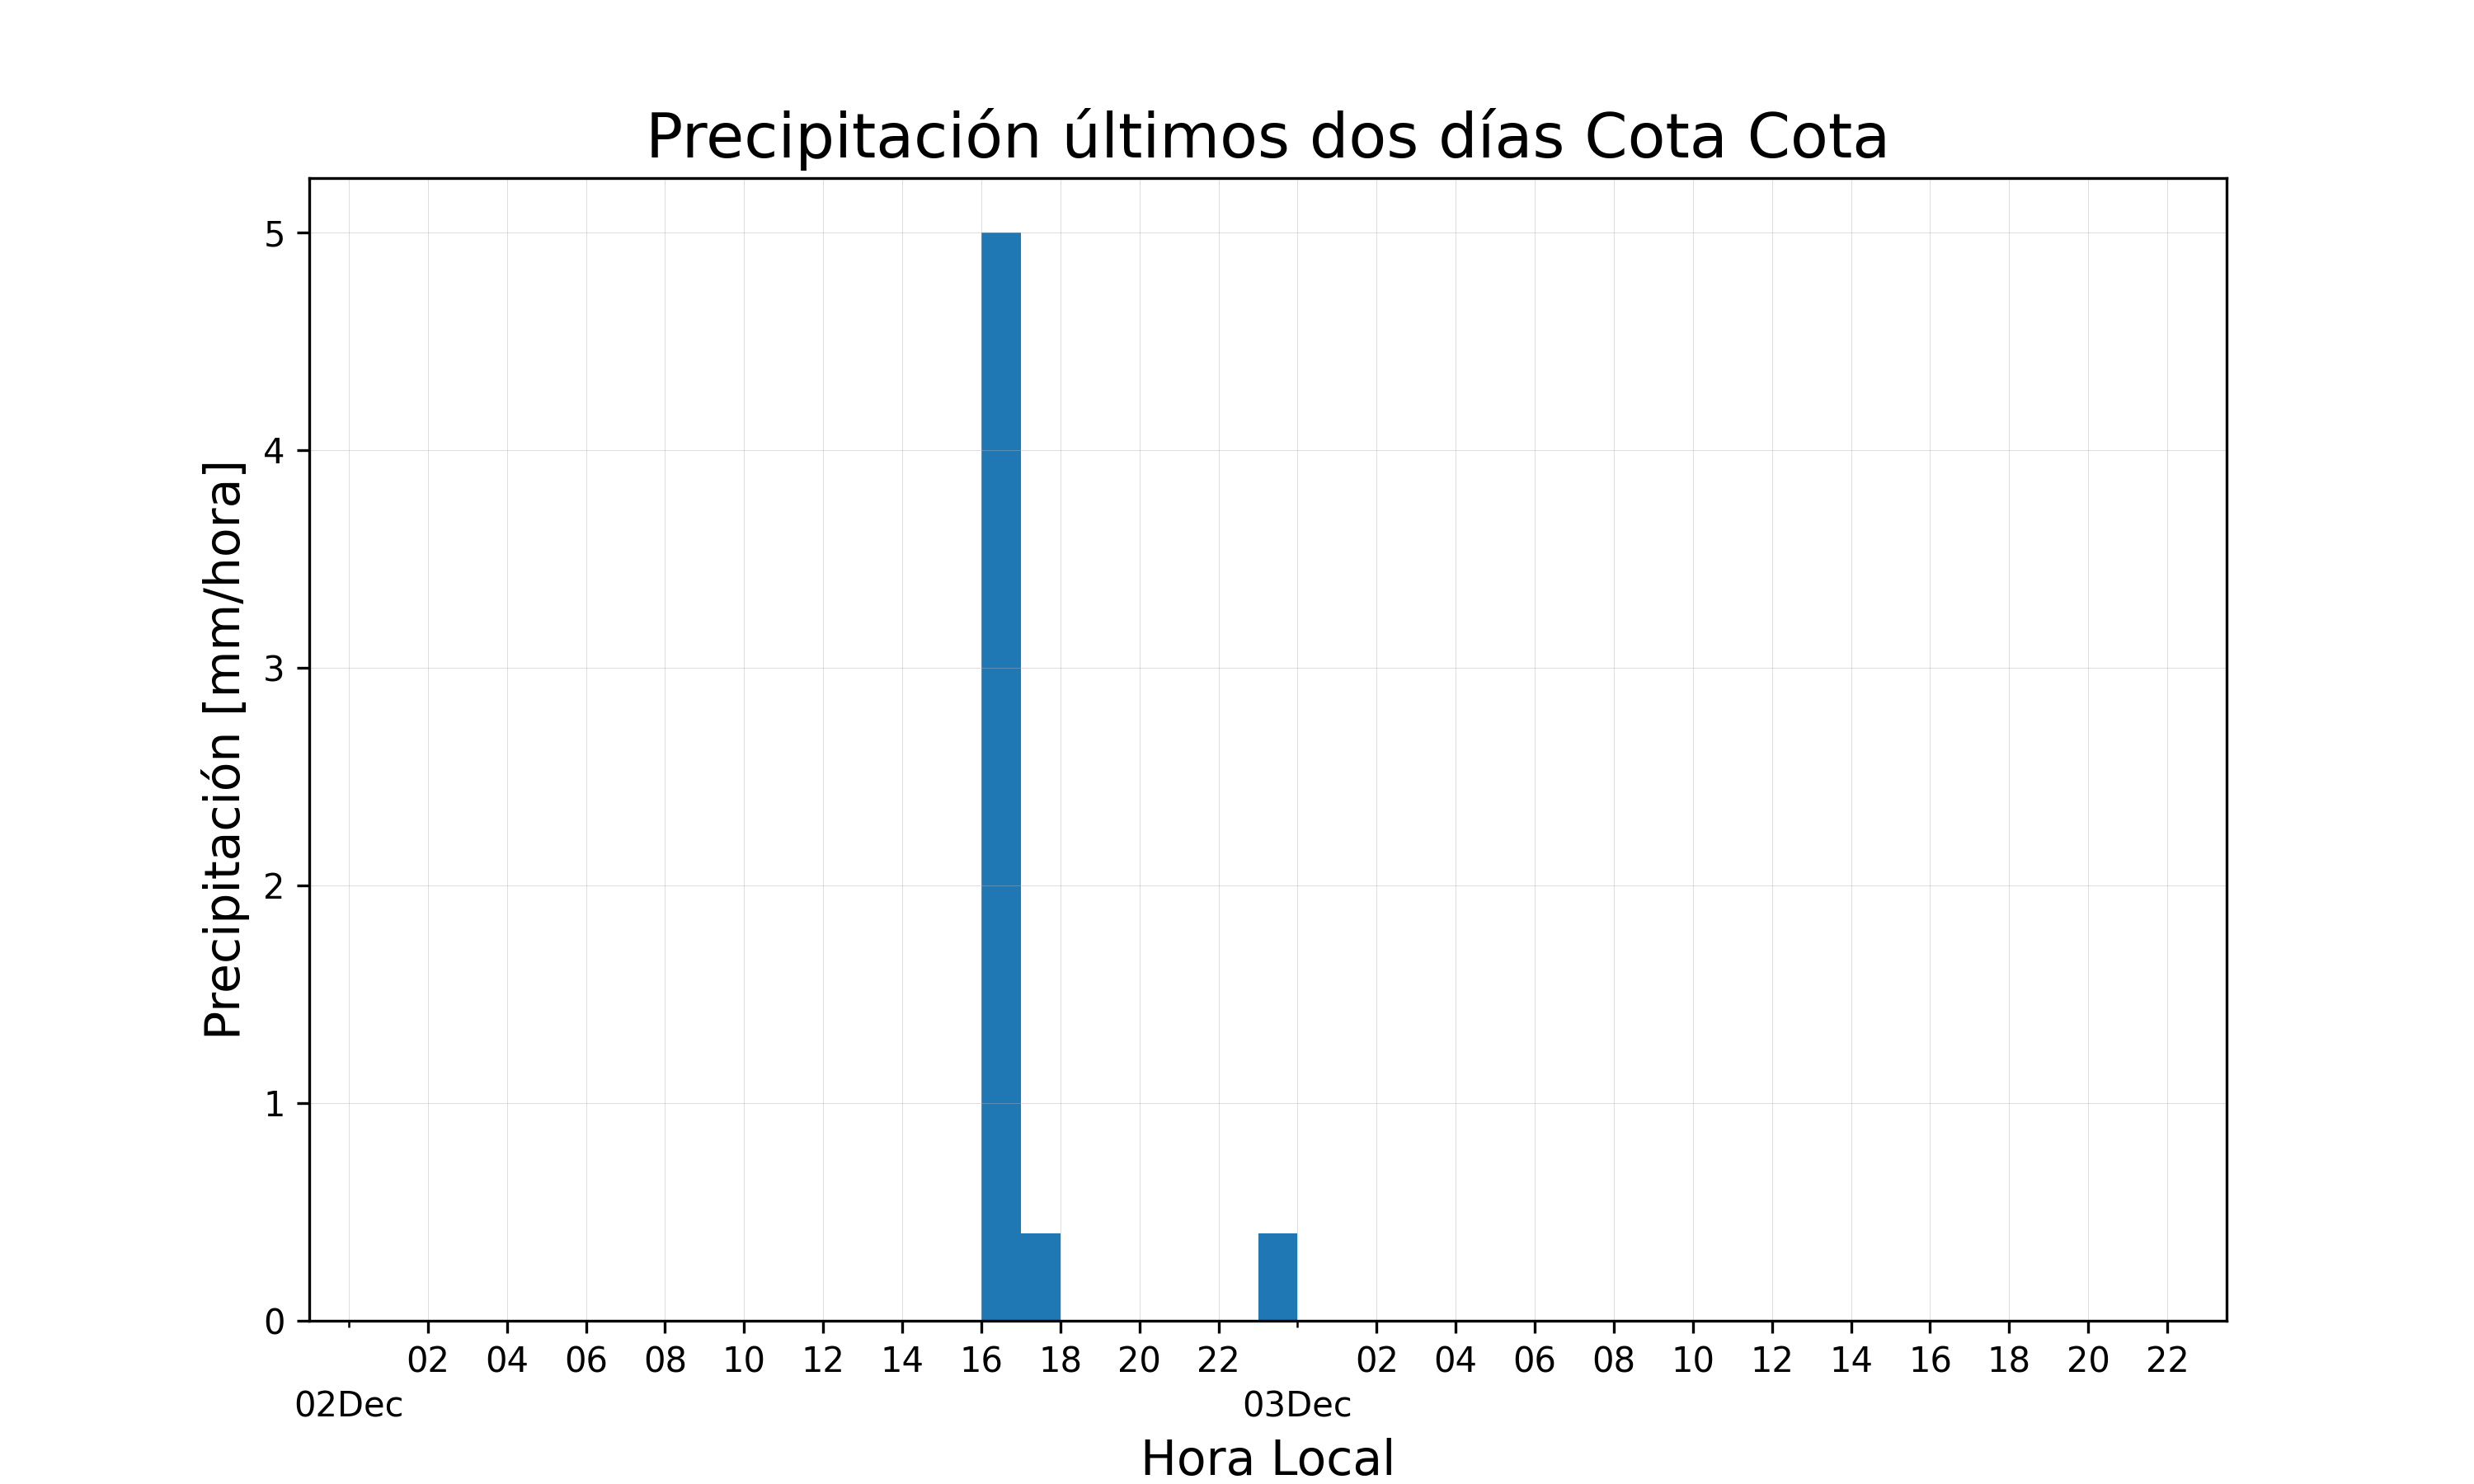 Precipitación últimos dos días Cota Cota
Precipitación [mm/hora]
5
4
3
2
1
0
02 04 06 08 10 12 14 16 18 20 22 02 04 06 08 10 12 14 16 18 20 22
02Dec 03Dec
Hora Local